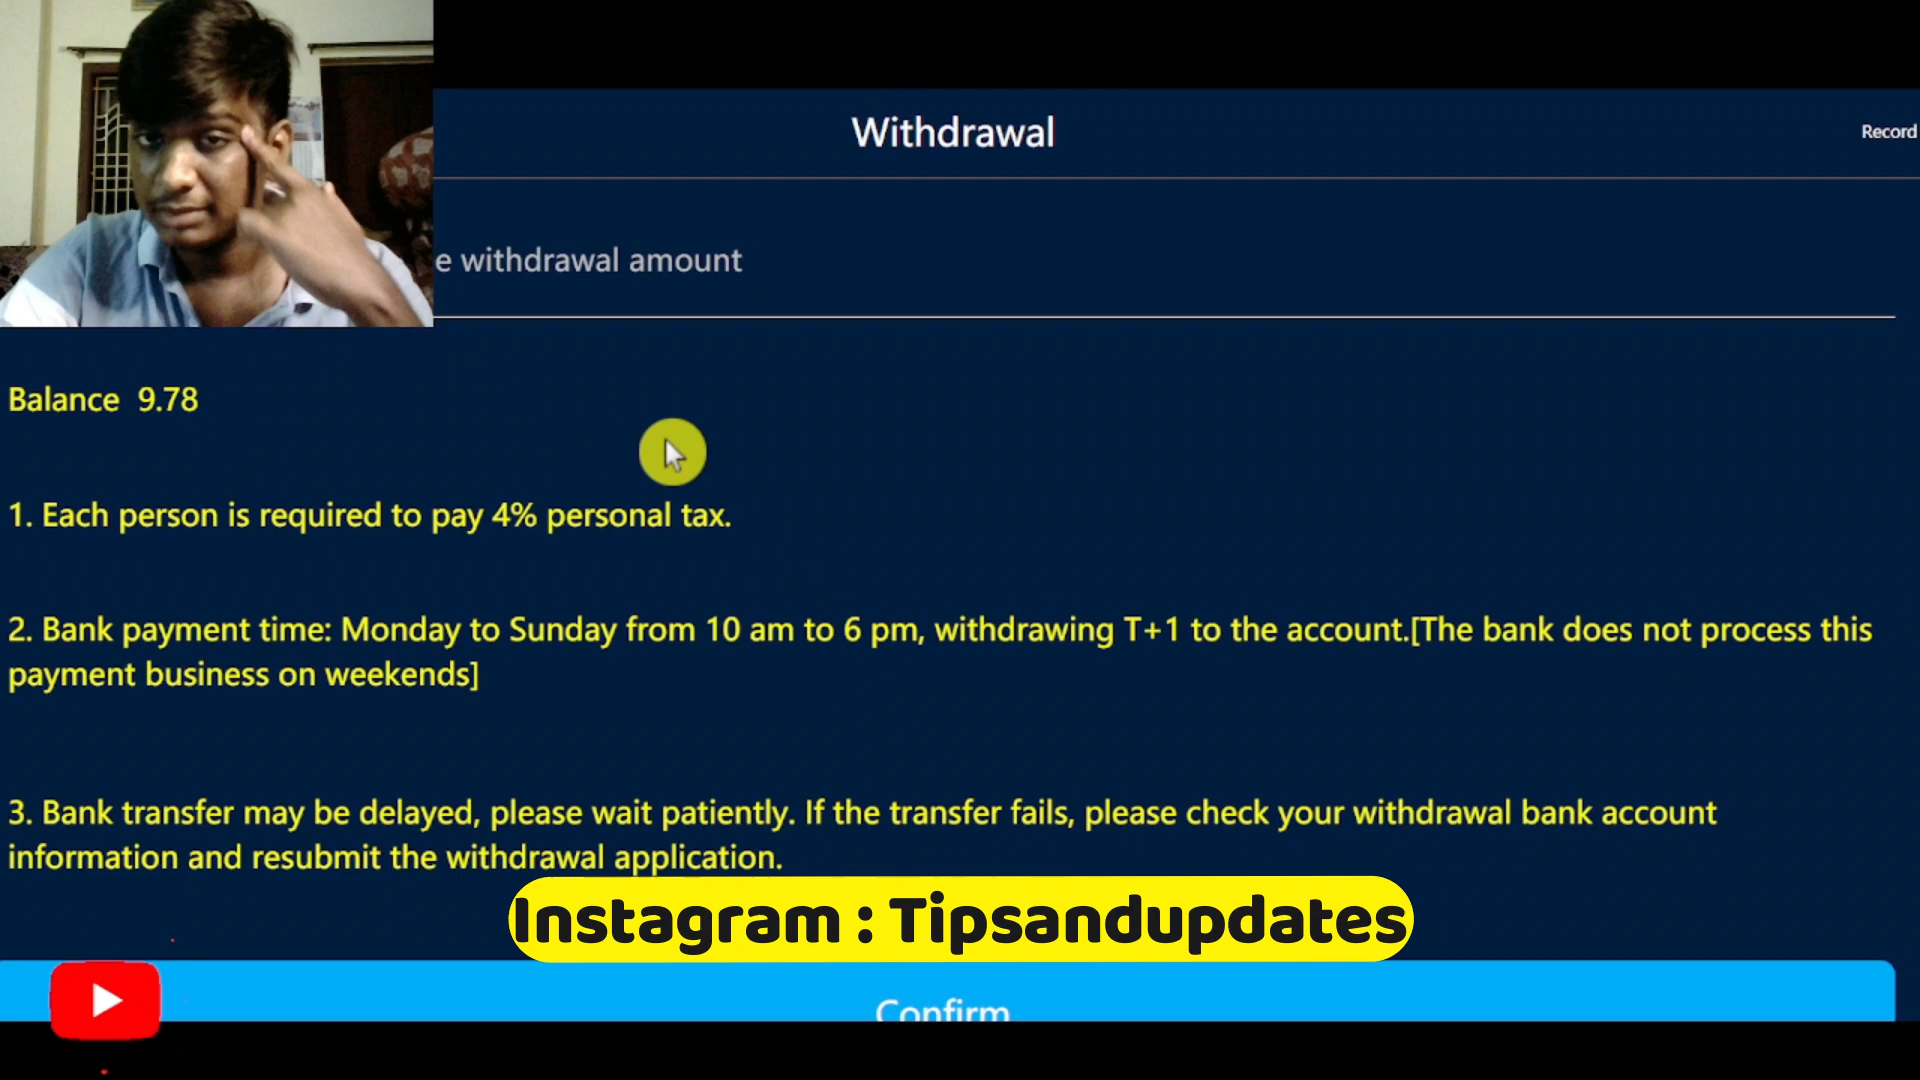 Withdrawal
Record
e withdrawal amount
Balance 9.78
1. Each person is required to pay 4% personal tax.
2. Bank payment time: Monday to Sunday from 10 am to 6 pm, withdrawing T+1 to the account.[The bank does not process this
payment business on weekends]
3. Bank transfer may be delayed, please wait patiently. If the transfer fails, please check your withdrawal bank account
information and resubmit the withdrawal application.
Instagram : Tipsandupdates
Confirm